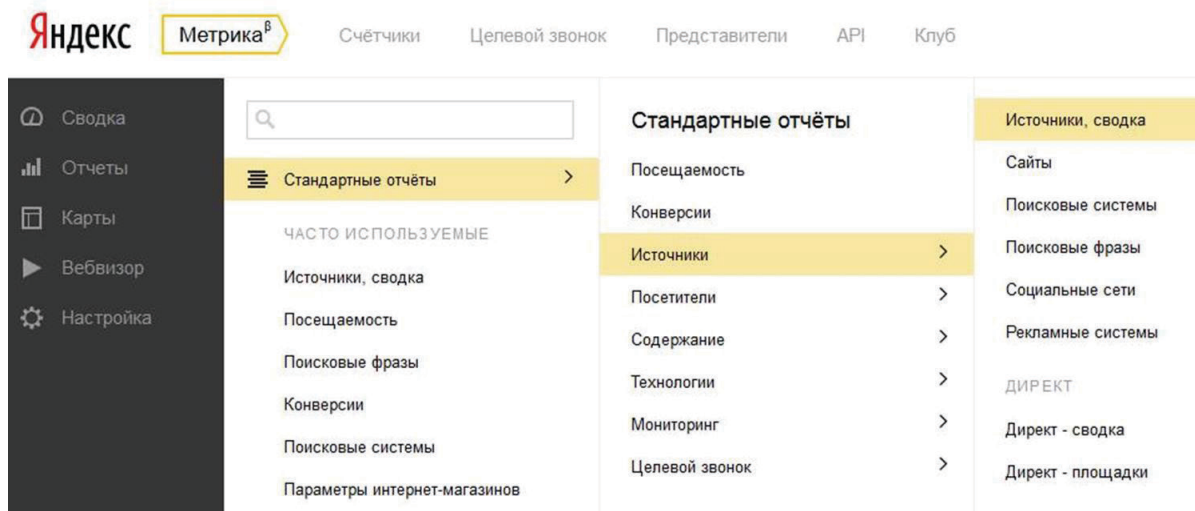 Яндекс Метрикаβ Счётчики Целевой звонок Представители API Клуб
Сводка
Отчеты
Карты
Вебвизор
Настройка
Стандартные отчёты
ЧАСТО ИСПОЛЬЗУЕМЫЕ
Источники, сводка
Посещаемость
Поисковые фразы
Конверсии
Поисковые системы
Параметры интернет-магазинов
Стандартные отчёты
Посещаемость
Конверсии
Источники
Посетители
Содержание
Технологии
Мониторинг
Целевой звонок
Источники, сводка
Сайты
Поисковые системы
Поисковые фразы
Социальные сети
Рекламные системы
ДИРЕКТ
Директ - сводка
Директ - площадки